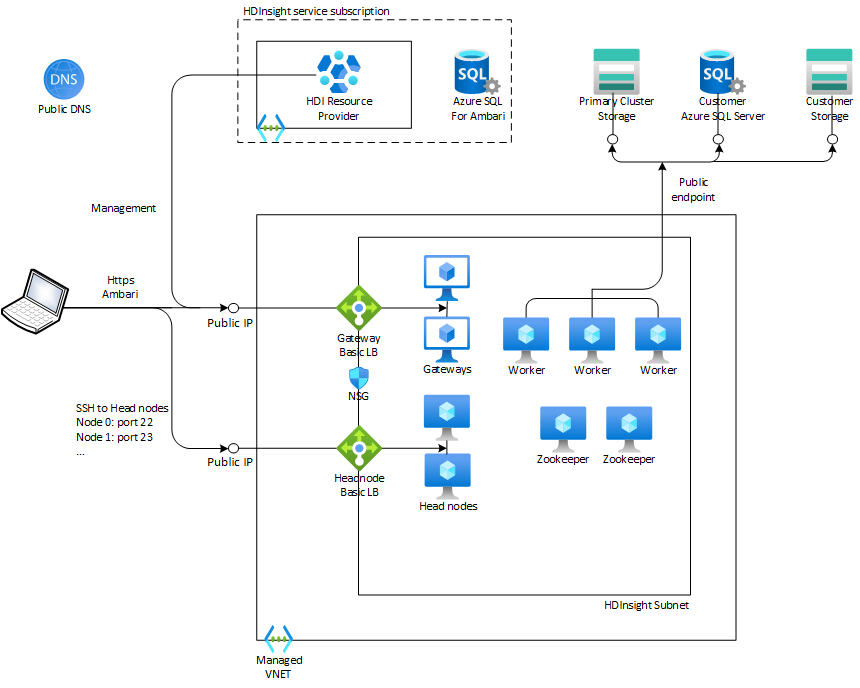 HDInsight service subscription
DNS
Public DNS
HDI Resource
Provider
SQL
Azure SQL
For Ambari
Primary Cluster
Storage
SQL
Customer
Azure SQL Server
Customer
Storage
Public
endpoint
Management
Https
Ambari
Public IP
Gateway
Basic LB
Gateways
Worker
Worker
Worker
NSG
SSH to Head nodes
Node 0: port 22
Node 1: port 23
...
Public IP
Headnode
Basic LB
Head nodes
Zookeeper
Zookeeper
HDInsight Subnet
Managed
VNET